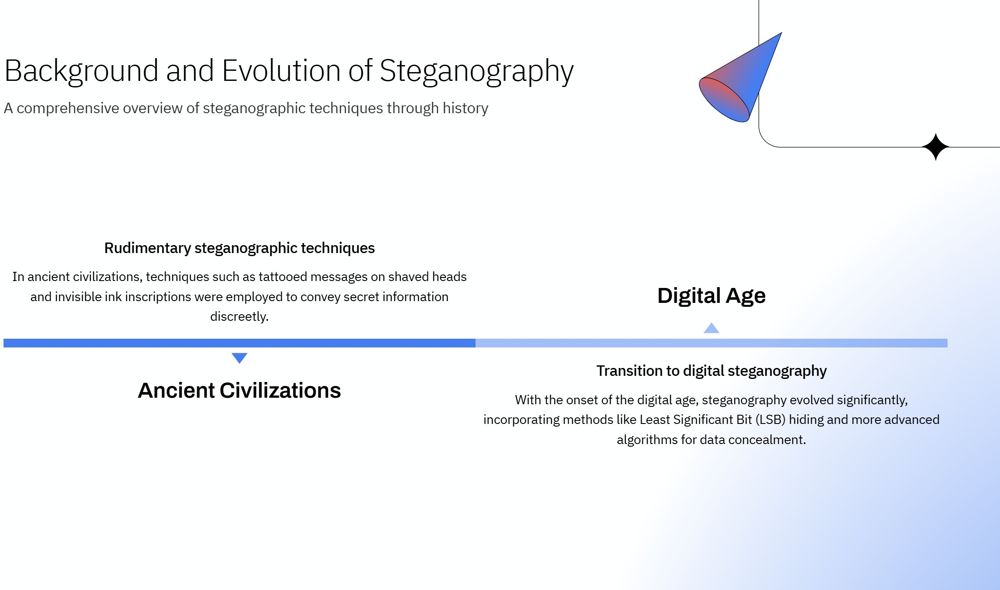 Background and Evolution of Steganography
A comprehensive overview of steganographic techniques through history
Rudimentary steganographic techniques
In ancient civilizations, techniques such as tattooed messages on shaved heads
and invisible ink inscriptions were employed to convey secret information
discreetly.
Ancient Civilizations
Digital Age
Transition to digital steganography
With the onset of the digital age, steganography evolved significantly,
incorporating methods like Least Significant Bit (LSB) hiding and more advanced
algorithms for data concealment.